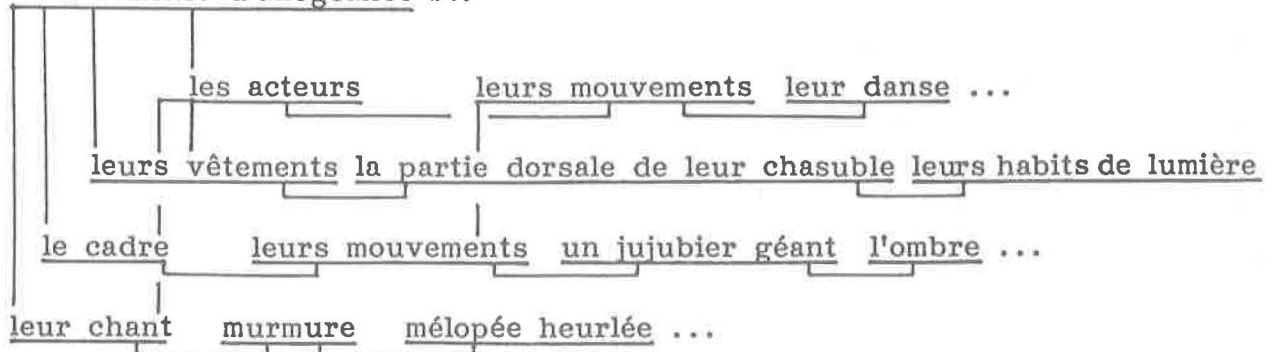 les acteurs leurs mouvements leur danse ...
leurs vêtements la partie dorsale de leur chasuble leurs habits de lumière
le cadre leurs mouvements un jujubier géant l'ombre ...
leur chant murmure mélopée heurlée ...